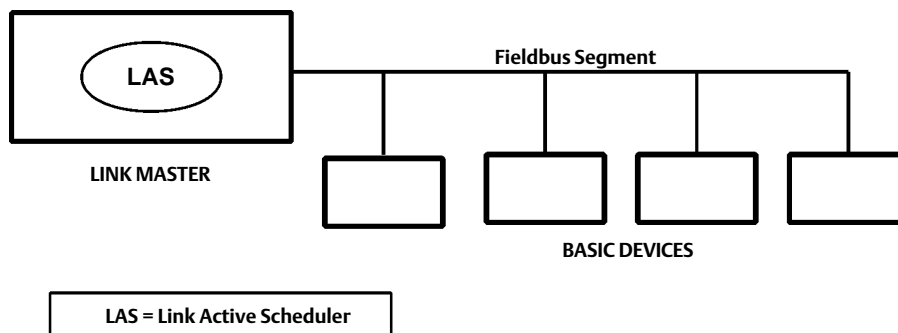 LAS
Fieldbus Segment
LINK MASTER
BASIC DEVICES
LAS = Link Active Scheduler